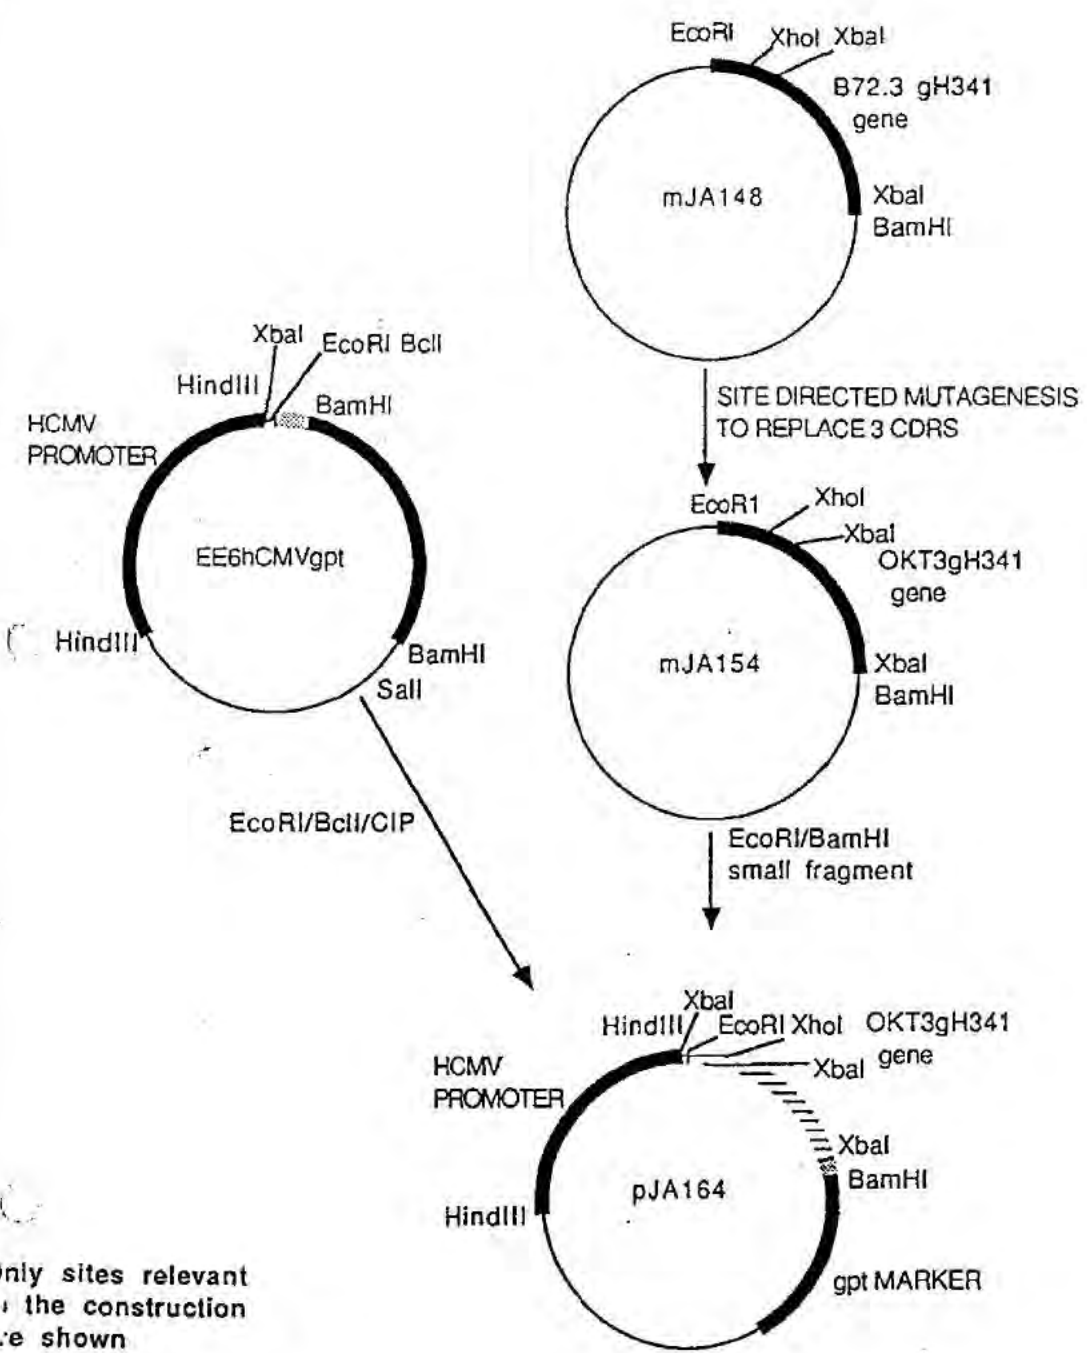 EcoRI
XhoI XbaI
B72.3 gH341
gene
mJA148
XbaI
BamHI
SITE DIRECTED MUTAGENESIS
TO REPLACE 3 CDRS
XbaI
EcoRI BclI
HindIII
BamHI
HCMV
PROMOTER
EE6hCMVgpt
HindIII
BamHI
SalI
EcoR1
XhoI
XbaI
OKT3gH341
gene
mJA154
XbaI
BamHI
EcoRI/BclI/CIP
EcoRI/BamHI
small fragment
XbaI
HindIII
EcoRI XhoI
OKT3gH341
gene
XbaI
HCMV
PROMOTER
XbaI
BamHI
pJA164
HindIII
gpt MARKER
sites relevant
the construction
shown